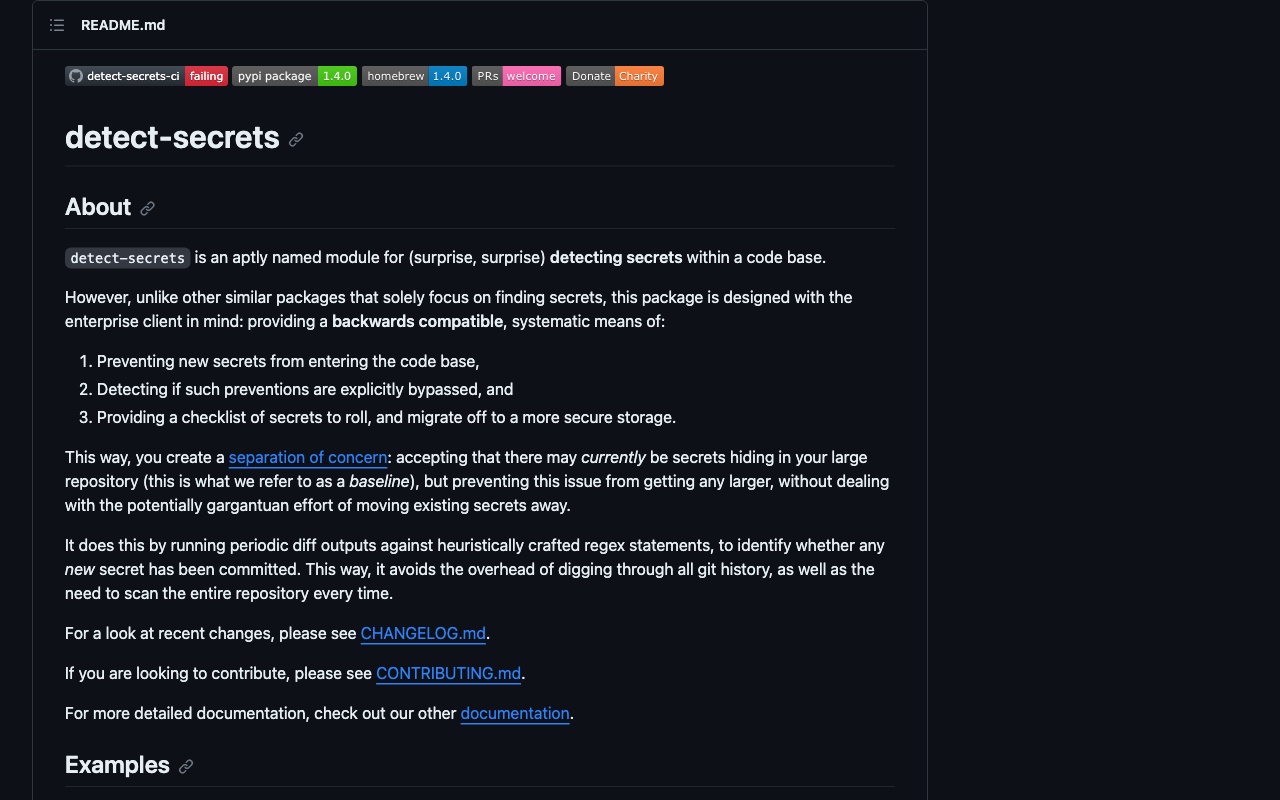 README.md
detect-secrets-ci failing pypi package 1.4.0 homebrew 1.4.0 PRs welcome Donate Charity
detect-secrets
About
detect-secrets is an aptly named module for (surprise, surprise) detecting secrets within a code base.
However, unlike other similar packages that solely focus on finding secrets, this package is designed with the
enterprise client in mind: providing a backwards compatible, systematic means of:
1. Preventing new secrets from entering the code base,
2. Detecting if such preventions are explicitly bypassed, and
3. Providing a checklist of secrets to roll, and migrate off to a more secure storage.
This way, you create a separation of concern: accepting that there may currently be secrets hiding in your large
repository (this is what we refer to as a baseline), but preventing this issue from getting any larger, without dealing
with the potentially gargantuan effort of moving existing secrets away.
It does this by running periodic diff outputs against heuristically crafted regex statements, to identify whether any
new secret has been committed. This way, it avoids the overhead of digging through all git history, as well as the
need to scan the entire repository every time.
For a look at recent changes, please see CHANGELOG.md.
If you are looking to contribute, please see CONTRIBUTING.md.
For more detailed documentation, check out our other documentation.
Examples